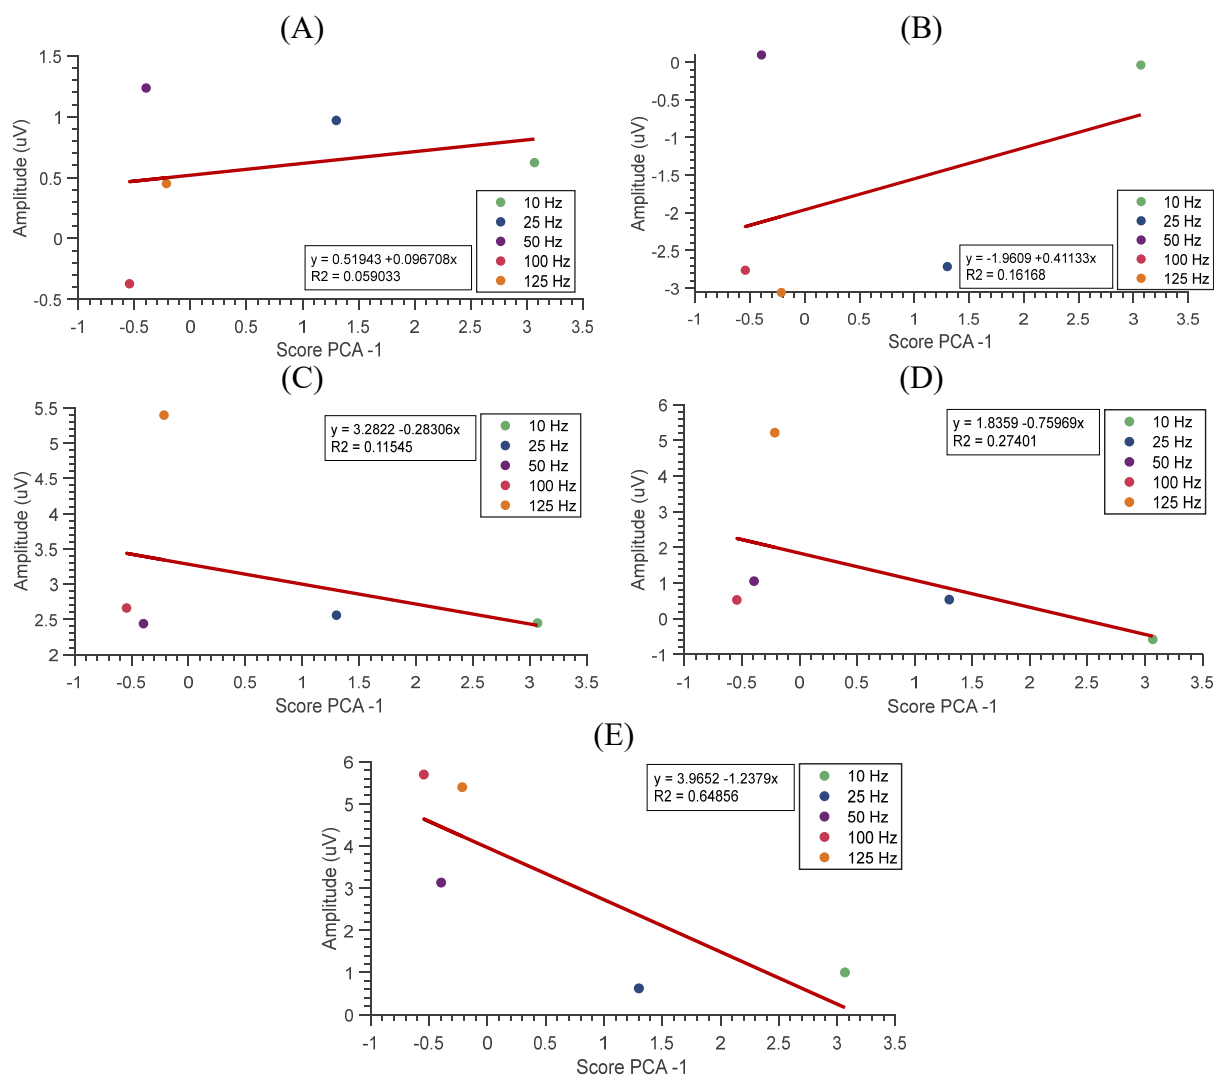 (A)
1.5
1
0.5
0
-0.5
Amplitude (uV)
-1 -0.5 0 0.5 1 1.5 2 2.5 3 3.5
Score PCA -1
y = 0.51943 +0.096708x
R2 = 0.059033
10 Hz
25 Hz
50 Hz
100 Hz
125 Hz
(B)
0
-0.5
-1
-1.5
-2
-2.5
-3
Amplitude (uV)
-1 -0.5 0 0.5 1 1.5 2 2.5 3 3.5
Score PCA -1
y = -1.9609 +0.41133x
R2 = 0.16168
10 Hz
25 Hz
50 Hz
100 Hz
125 Hz
(C)
5.5
5
4.5
4
3.5
3
2.5
2
Amplitude (uV)
-1 -0.5 0 0.5 1 1.5 2 2.5 3 3.5
Score PCA -1
y = 3.2822 -0.28306x
R2 = 0.11545
10 Hz
25 Hz
50 Hz
100 Hz
125 Hz
(D)
6
5
4
3
2
1
0
-1
Amplitude (uV)
-1 -0.5 0 0.5 1 1.5 2 2.5 3 3.5
Score PCA -1
y = 1.8359 -0.75969x
R2 = 0.27401
10 Hz
25 Hz
50 Hz
100 Hz
125 Hz
(E)
6
5
4
3
2
1
0
Amplitude (uV)
-1 -0.5 0 0.5 1 1.5 2 2.5 3 3.5
Score PCA -1
y = 3.9652 -1.2379x
R2 = 0.64856
10 Hz
25 Hz
50 Hz
100 Hz
125 Hz